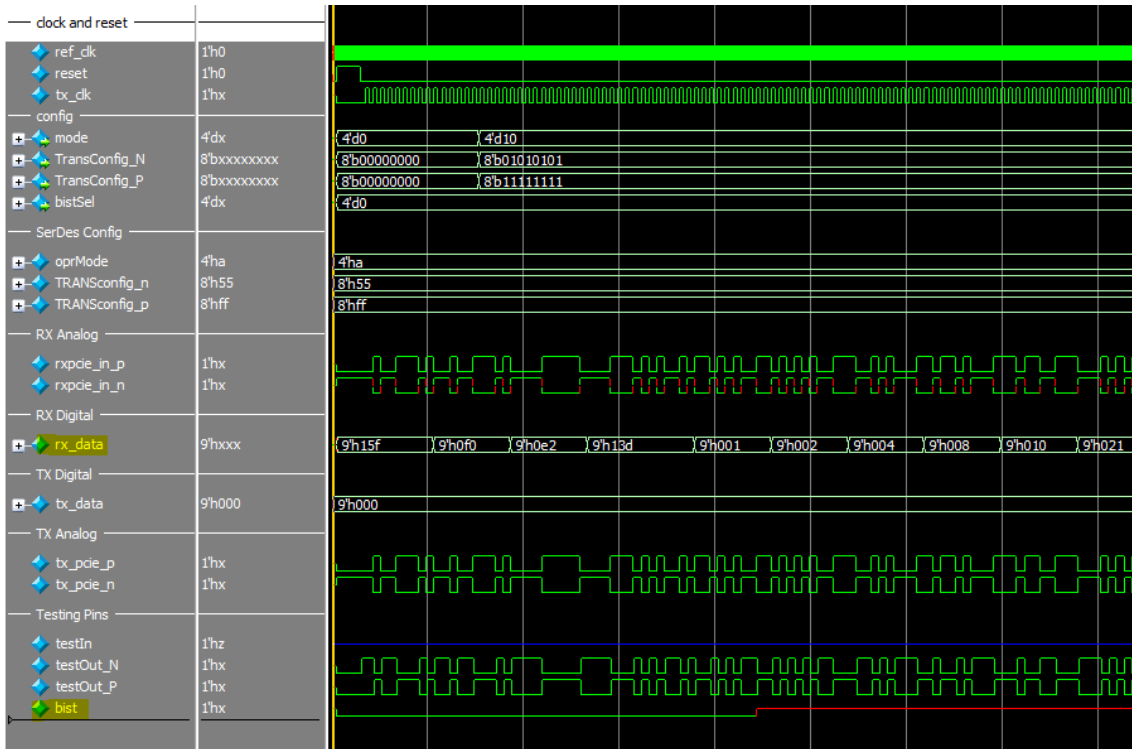 clock and reset
ref_clk 1'h0
reset 1'h0
tx_clk 1'hx
config
mode 4'dx 4'd0 4'd10
TransConfig_N 8'bxxxxxxxx 8'b00000000 8'b01010101
TransConfig_P 8'bxxxxxxxx 8'b00000000 8'b11111111
bistSel 4'dx 4'd0
SerDes Config
oprMode 4'ha 4'ha
TRANSconfig_n 8'h55 8'h55
TRANSconfig_p 8'hff 8'hff
RX Analog
rxpcie_in_p 1'hx
rxpcie_in_n 1'hx
RX Digital
rx_data 9'hxxx 9'h15f 9'h0f0 9'h0e2 9'h13d 9'h001 9'h002 9'h004 9'h008 9'h010 9'h021
TX Digital
tx_data 9'h000 9'h000
TX Analog
tx_pcie_p 1'hx
tx_pcie_n 1'hx
Testing Pins
testIn 1'hz
testOut_N 1'hx
testOut_P 1'hx
bist 1'hx